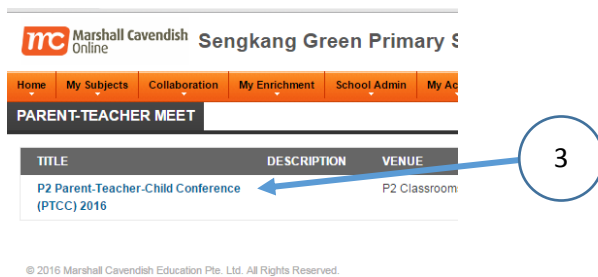 Marshall Cavendish
Online
Sengkang Green Primary S
Home My Subjects Collaboration My Enrichment School Admin My Ac
PARENT-TEACHER MEET
TITLE DESCRIPTION VENUE
P2 Parent-Teacher-Child Conference P2 Classroom
(PTCC) 2016
3
© 2016 Marshall Cavendish Education Pte. Ltd. All Rights Reserved.